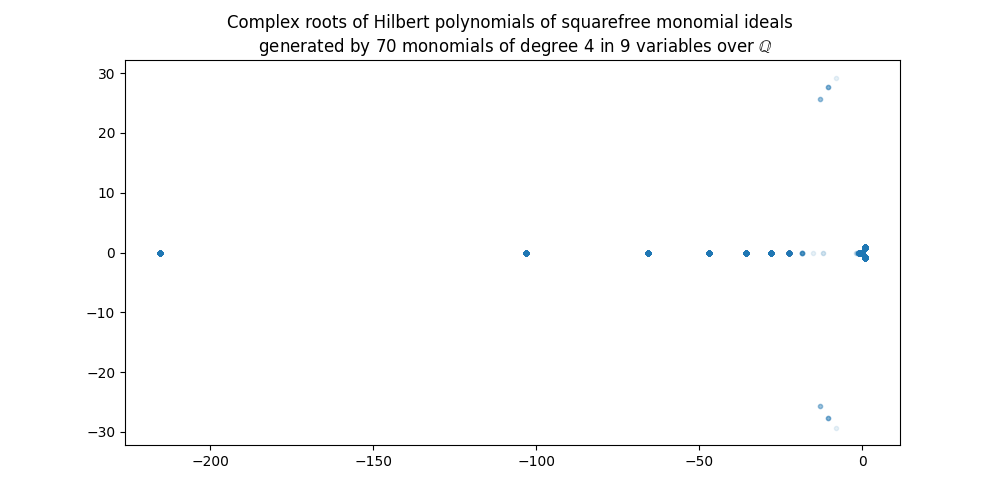 Complex roots of Hilbert polynomials of squarefree monomial ideals
generated by 70 monomials of degree 4 in 9 variables over ℚ
30
20
10
0
−10
−20
−30
−200 −150 −100 −50 0